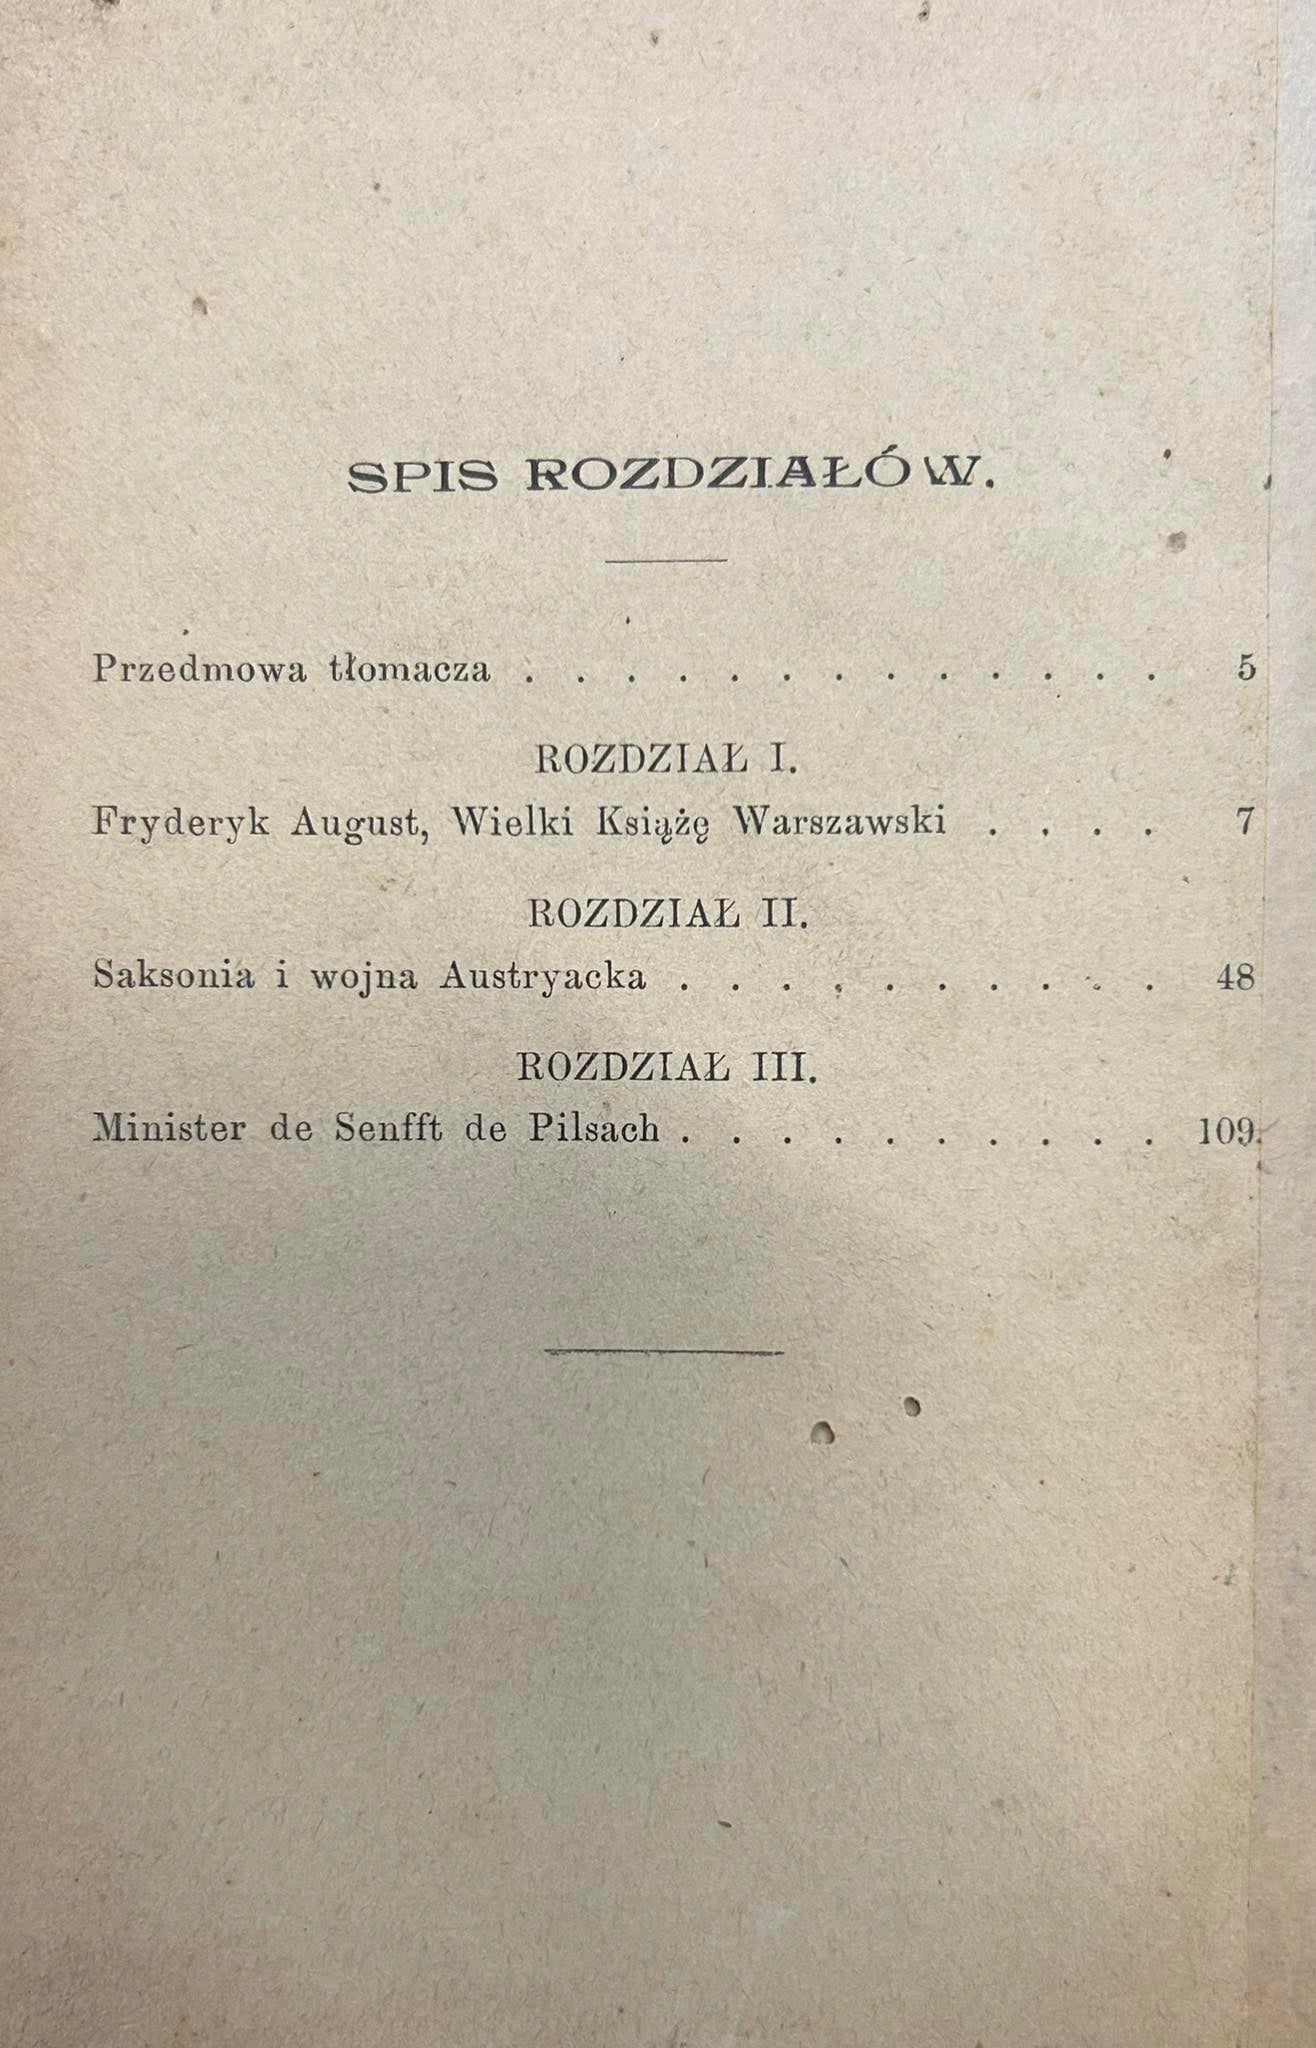 SPIS ROZDZIAŁÓW.
Przedmowa tłomacza . . . . . . . . . . . . . 5
ROZDZIAŁ I.
Fryderyk August, Wielki Książę Warszawski . . . . 7
ROZDZIAŁ II.
Saksonia i wojna Austryacka . . . . . . . . . . 48
ROZDZIAŁ III.
Minister de Senfft de Pilsach . . . . . . . . . . 109